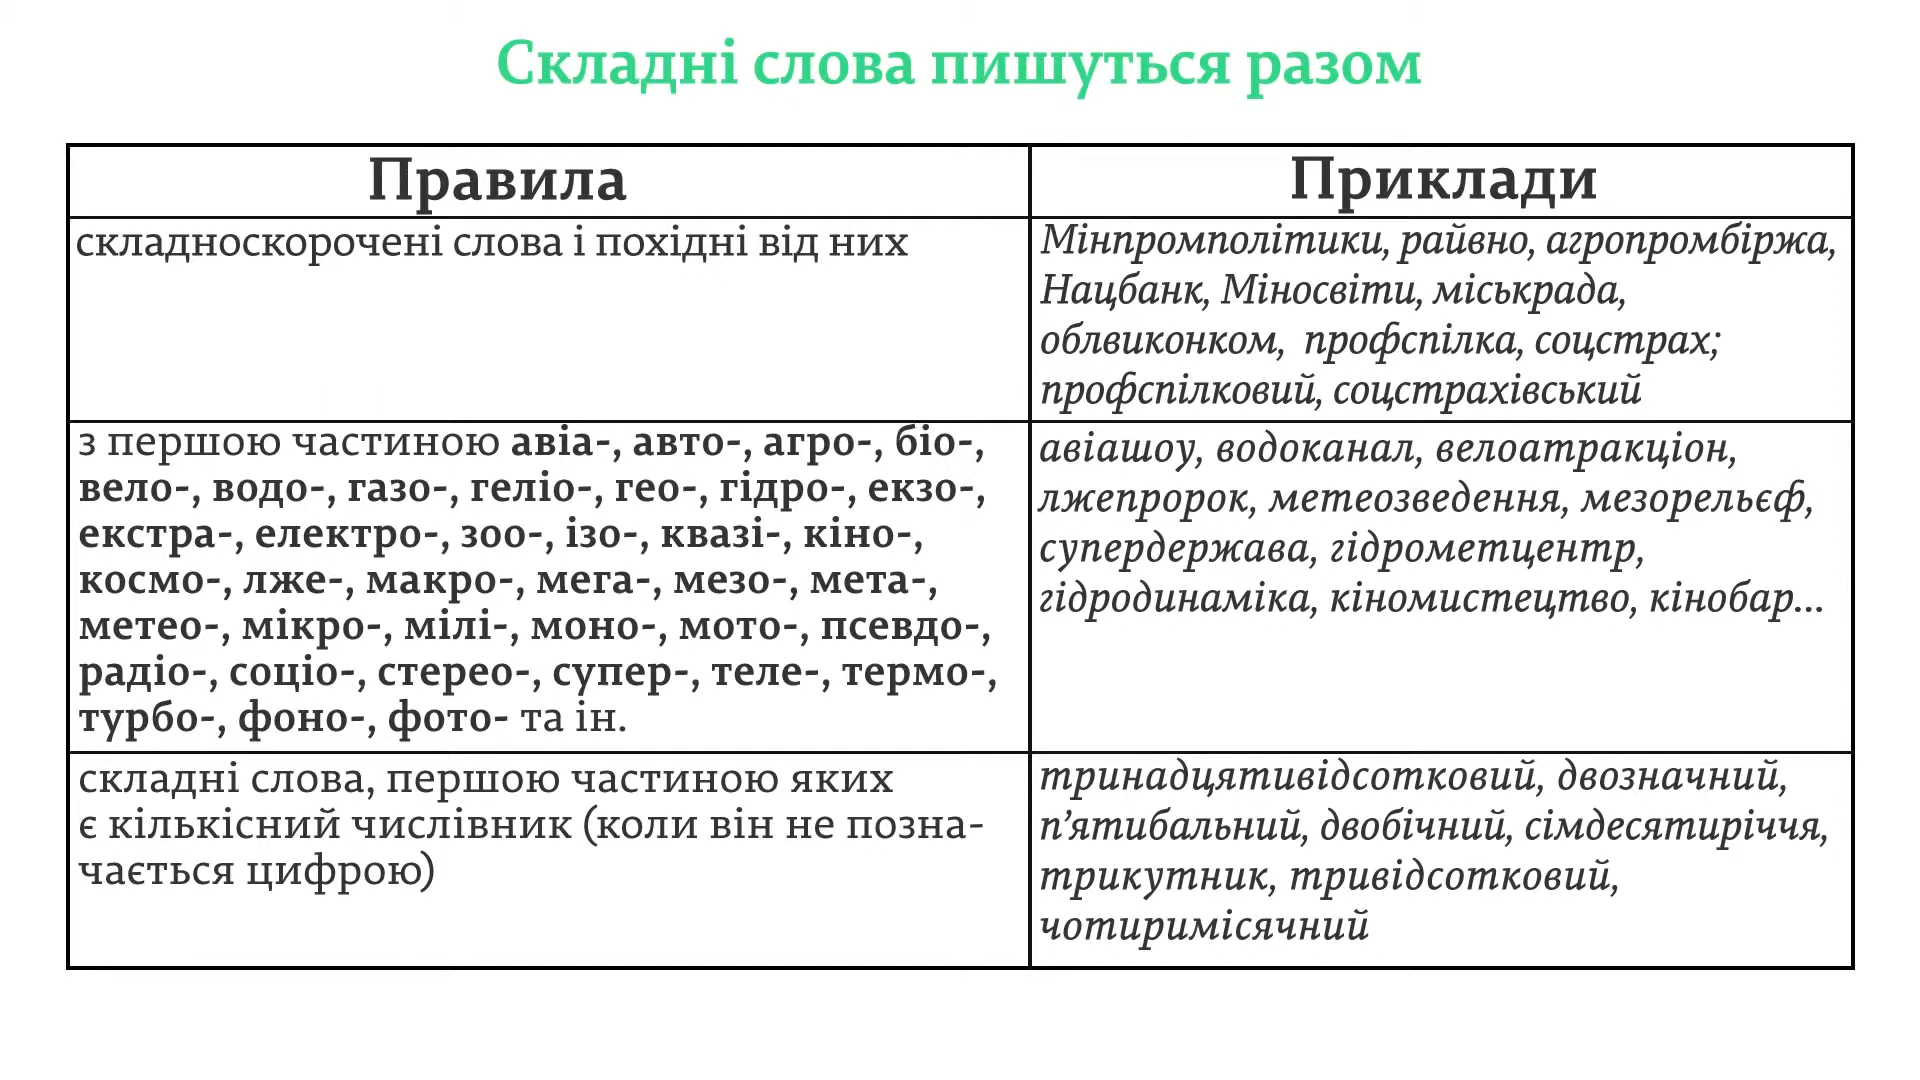 Складні слова пишуться разом
Правила
Приклади
складноскорочені слова і похідні від них
Мінпромполітики, райвно, агропромбіржа,
Нацбанк, Міносвіти, міськрада,
облвиконком, профспілка, соцстрах;
профспілковий, соцстрахівський
з першою частиною авіа-, авто-, агро-, біо-,
вело-, водо-, газо-, геліо-, гео-, гідро-, екзо-,
екстра-, електро-, зоо-, ізо-, квазі-, кіно-,
космо-, лже-, макро-, мега-, мезо-, мета-,
метео-, мікро-, мілі-, моно-, мото-, псевдо-,
радіо-, соціо-, стерео-, супер-, теле-, термо-,
турбо-, фоно-, фото- та ін.
авіашоу, водоканал, велоатракціон,
лжепророк, метеозведення, мезорельєф,
супердержава, гідрометцентр,
гідродинаміка, кіномистецтво, кінобар...
складні слова, першою частиною яких
є кількісний числівник (коли він не позна-
чається цифрою)
тринадцятивідсотковий, двозначний,
п’ятибальний, двобічний, сімдесятиріччя,
трикутник, тривідсотковий,
чотиримісячний